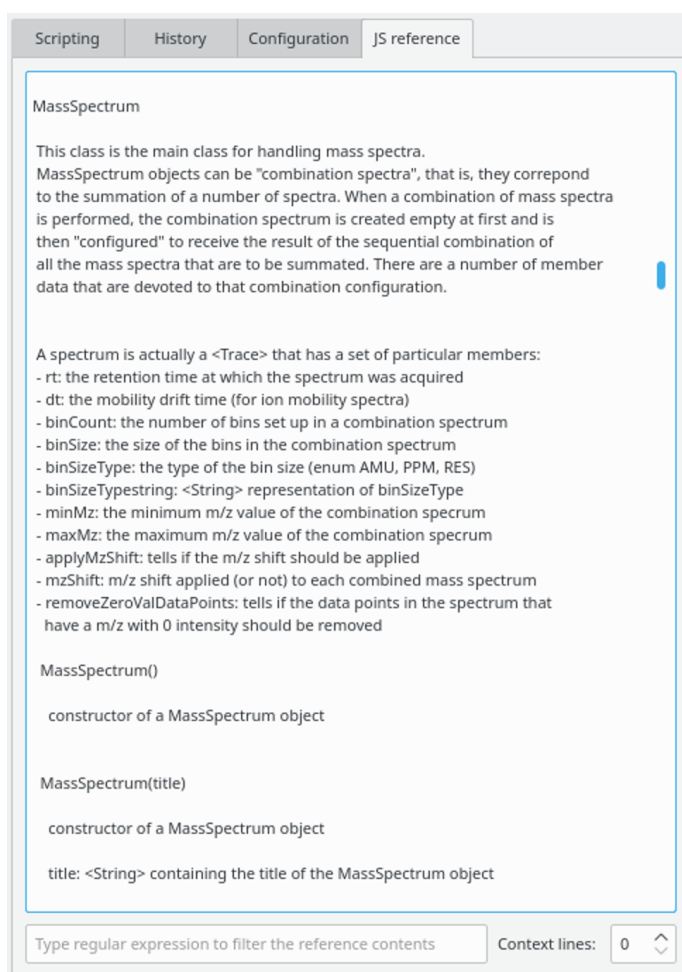 Scripting History Configuration JS reference
MassSpectrum
This class is the main class for handling mass spectra.
MassSpectrum objects can be "combination spectra", that is, they correpond
to the summation of a number of spectra. When a combination of mass spectra
is performed, the combination spectrum is created empty at first and is
then "configured" to receive the result of the sequential combination of
all the mass spectra that are to be summated. There are a number of member
data that are devoted to that combination configuration.
A spectrum is actually a <Trace> that has a set of particular members:
- rt: the retention time at which the spectrum was acquired
- dt: the mobility drift time (for ion mobility spectra)
- binCount: the number of bins set up in a combination spectrum
- binSize: the size of the bins in the combination spectrum
- binSizeType: the type of the bin size (enum AMU, PPM, RES)
- binSizeTypestring: <String> representation of binSizeType
- minMz: the minimum m/z value of the combination specrum
- maxMz: the maximum m/z value of the combination specrum
- applyMzShift: tells if the m/z shift should be applied
- mzShift: m/z shift applied (or not) to each combined mass spectrum
- removeZeroValDataPoints: tells if the data points in the spectrum that
have a m/z with 0 intensity should be removed
MassSpectrum()
constructor of a MassSpectrum object
MassSpectrum(title)
constructor of a MassSpectrum object
title: <String> containing the title of the MassSpectrum object
Type regular expression to filter the reference contents Context lines: 0